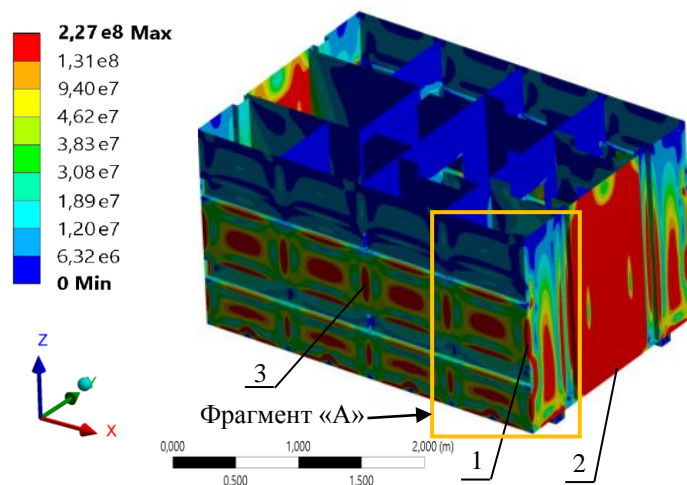 2,27 e8 Max
1,31e8
9,40 e7
4,62 e7
3,83 e7
3,08 e7
1,89 e7
1,20 e7
6,32 e6
0 Min
Z
X
3
Фрагмент «А»
1
2
0,000
1,000
2,000 (m)
0.500
1.500